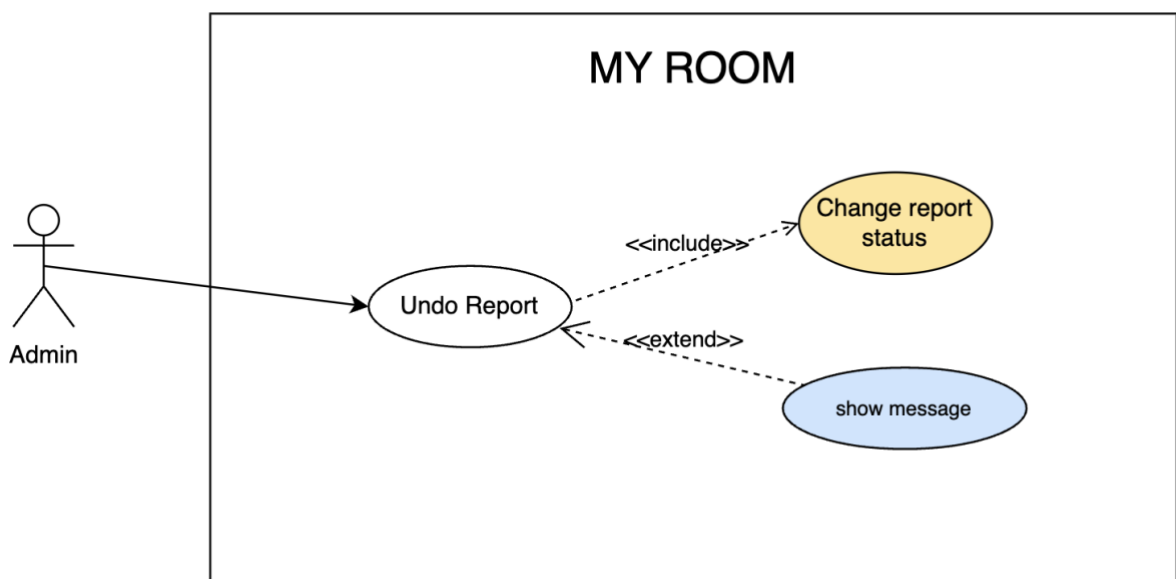 MY ROOM
Change report
status
<<include>>
Undo Report
<<extend>>
Admin
show message